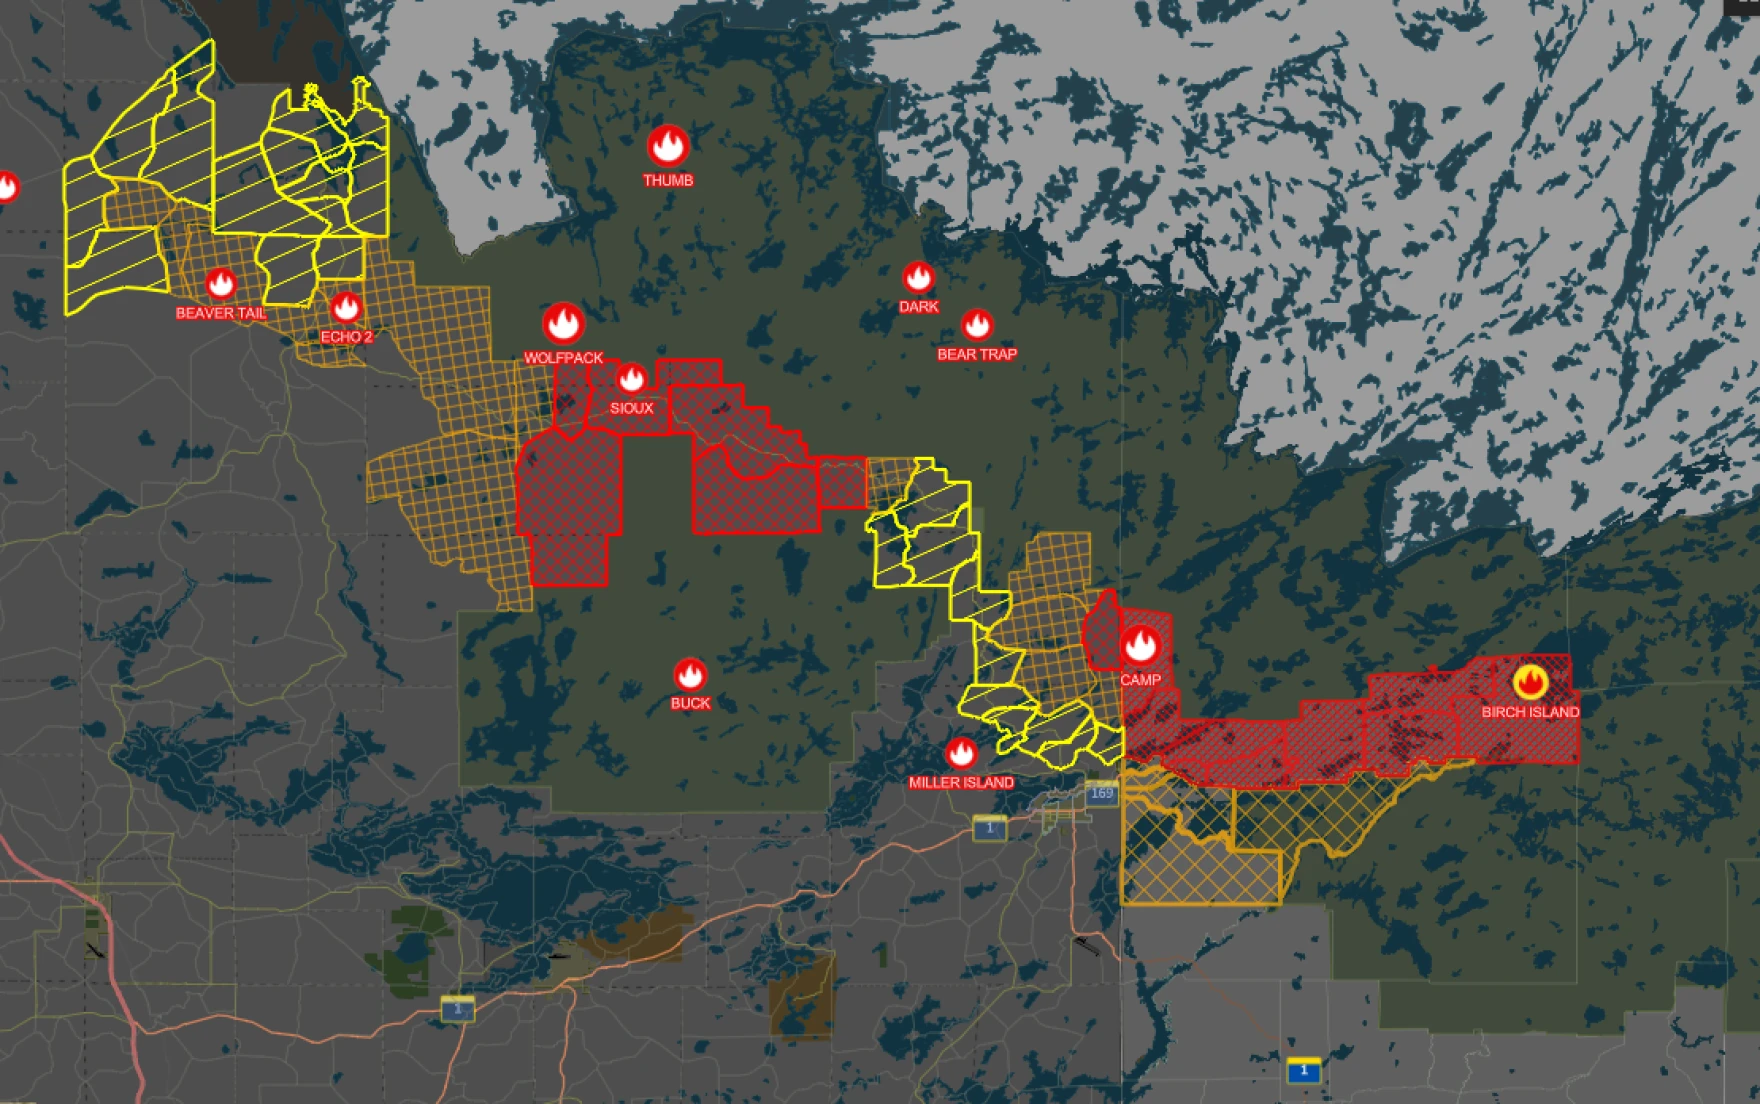 THUMB
DARK
BEAVER TAIL
ECHO 2
BEAR TRAP
WOLFPACK
SIOUX
CAMP
BUCK
BIRCH ISLAND
MILLER ISLAND
169
1
1
1